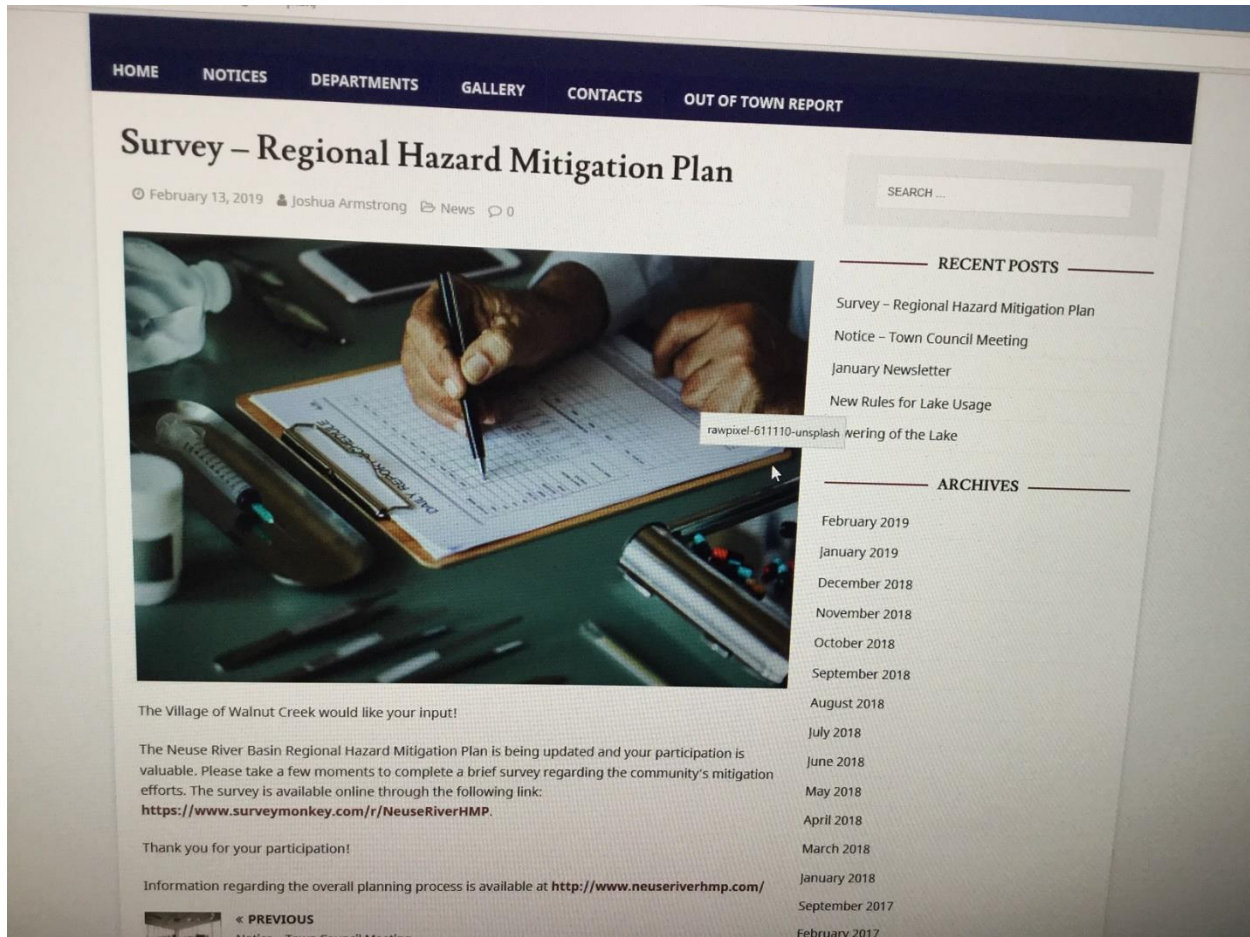 HOME NOTICES DEPARTMENTS GALLERY CONTACTS OUT OF TOWN REPORT
Survey – Regional Hazard Mitigation Plan
February 13, 2019 Joshua Armstrong News 0
DAILY REPORT SCHEDULE
rawpixel-611110-unsplash
The Village of Walnut Creek would like your input!
The Neuse River Basin Regional Hazard Mitigation Plan is being updated and your participation is
valuable. Please take a few moments to complete a brief survey regarding the community's mitigation
efforts. The survey is available online through the following link:
https://www.surveymonkey.com/r/NeuseRiverHMP.
Thank you for your participation!
Information regarding the overall planning process is available at http://www.neuseriverhmp.com/
« PREVIOUS
Notice – Town Council Meeting
SEARCH ...
RECENT POSTS
Survey – Regional Hazard Mitigation Plan
Notice – Town Council Meeting
January Newsletter
New Rules for Lake Usage
wering of the Lake
ARCHIVES
February 2019
January 2019
December 2018
November 2018
October 2018
September 2018
August 2018
July 2018
June 2018
May 2018
April 2018
March 2018
January 2018
September 2017
February 2017